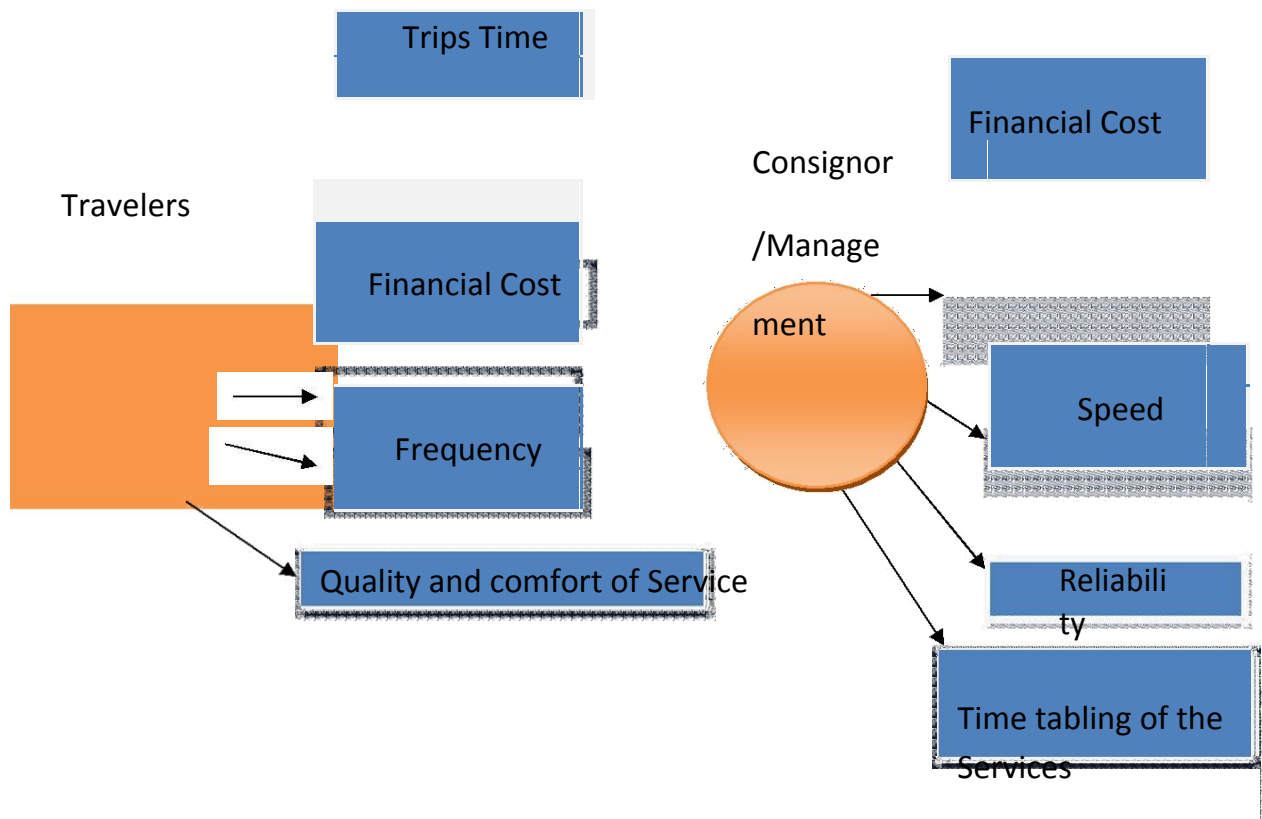 Trips Time
Travelers
Financial Cost
Frequency
Quality and comfort of Service
Consignor
/Manage
ment
Financial Cost
Speed
Reliabili
ty
Time tabling of the
Services